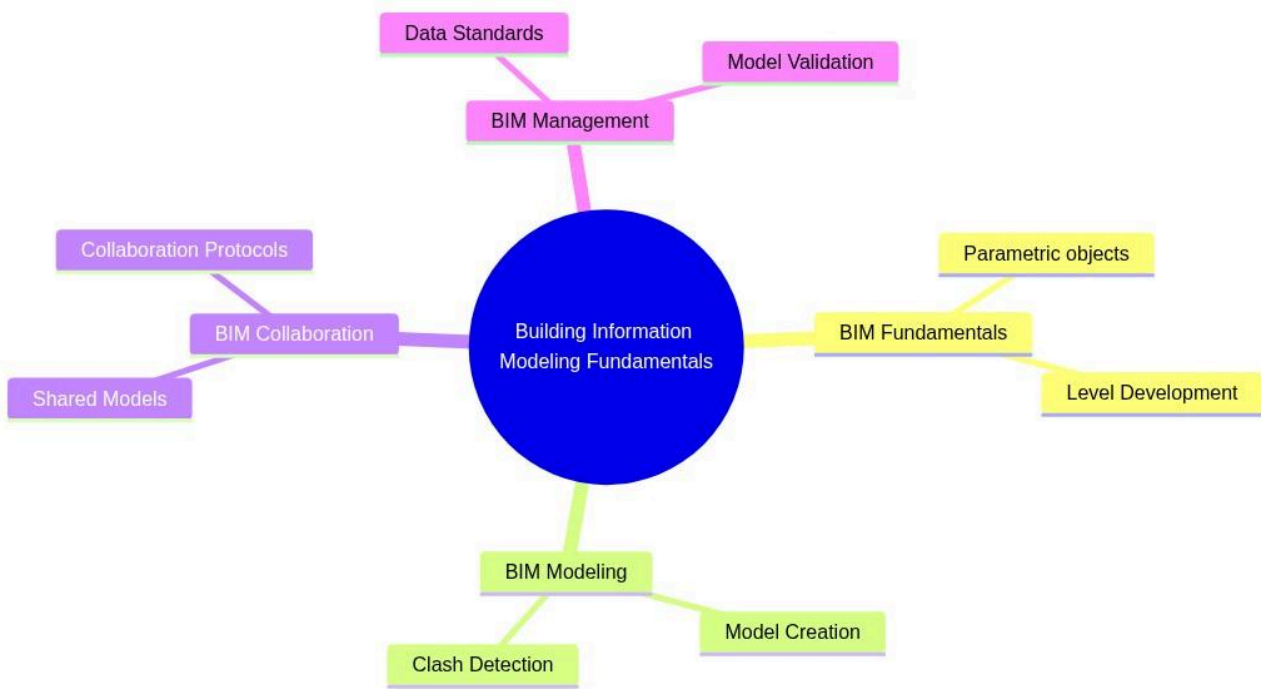 Data Standards
Model Validation
BIM Management
Collaboration Protocols
BIM Collaboration
Shared Models
Building Information
Modeling Fundamentals
Parametric objects
BIM Fundamentals
Level Development
BIM Modeling
Model Creation
Clash Detection